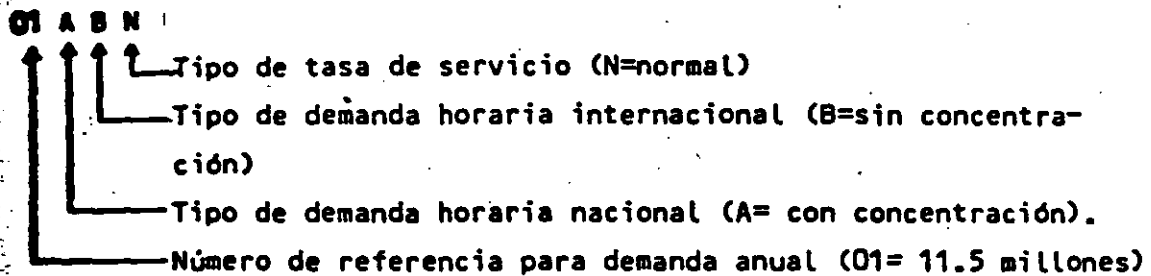 01 A B N
Tipo de tasa de servicio (N=normal)
Tipo de demanda horaria internacional (B=sin concentra-
ción)
Tipo de demanda horaria nacional (A= con concentración).
Número de referencia para demanda anual (01= 11.5 millones)